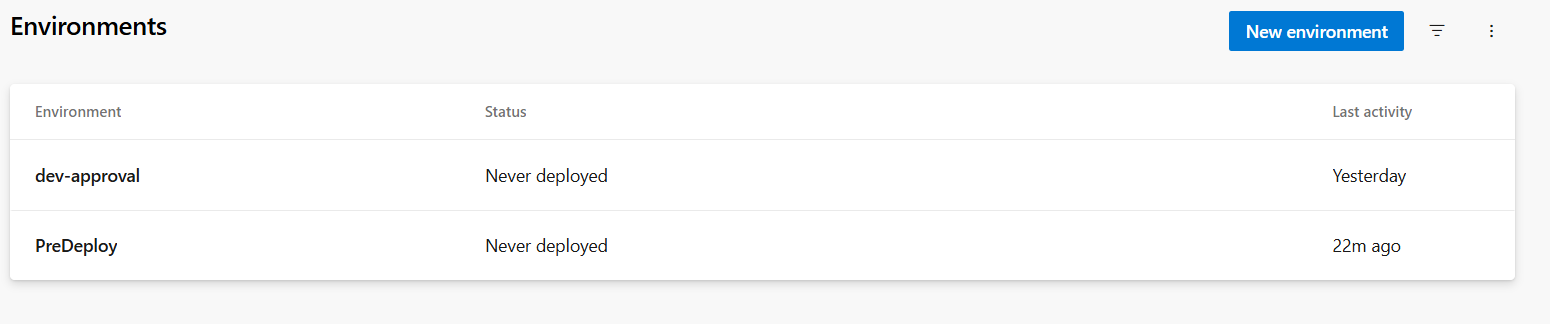 Environments
New environment
Environment Status Last activity
dev-approval Never deployed Yesterday
PreDeploy Never deployed 22m ago